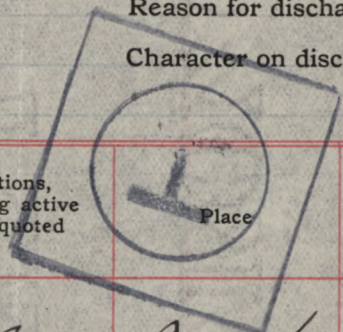 Reason for discha
Character on disc
tions,
g active
quoted
Place
T